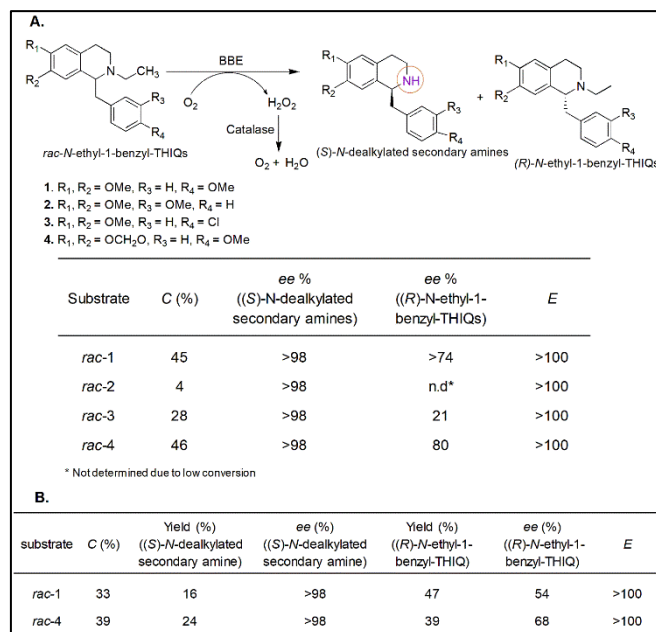 A.
R1
R2
N
CH3
R3
R4
BBE
O2
H2O2
Catalase
O2 + H2O
rac-N-ethyl-1-benzyl-THIQs
R1
R2
NH
R3
R4
(S)-N-dealkylated
secondary amines
+
R1
R2
N
R3
R4
(R)-N-ethyl-1-benzyl-THIQs
1. R1, R2 = OMe, R3 = H, R4 = OMe
2. R1, R2 = OMe, R3 = OMe, R4 = H
3. R1, R2 = OMe, R3 = H, R4 = Cl
4. R1, R2 = OCH2O, R3 = H, R4 = OMe
Substrate C (%) ee % ((S)-N-dealkylated secondary amines) ee % ((R)-N-ethyl-1-benzyl-THIQs) E
rac-1 45 >98 >74 >100
rac-2 4 >98 n.d* >100
rac-3 28 >98 21 >100
rac-4 46 >98 80 >100
* Not determined due to low conversion
B.
substrate C (%) Yield (%) ((S)-N-dealkylated secondary amine) ee (%) ((S)-N-dealkylated secondary amine) Yield (%) ((R)-N-ethyl-1-benzyl-THIQ) ee (%) ((R)-N-ethyl-1-benzyl-THIQ) E
rac-1 33 16 >98 47 54 >100
rac-4 39 24 >98 39 68 >100